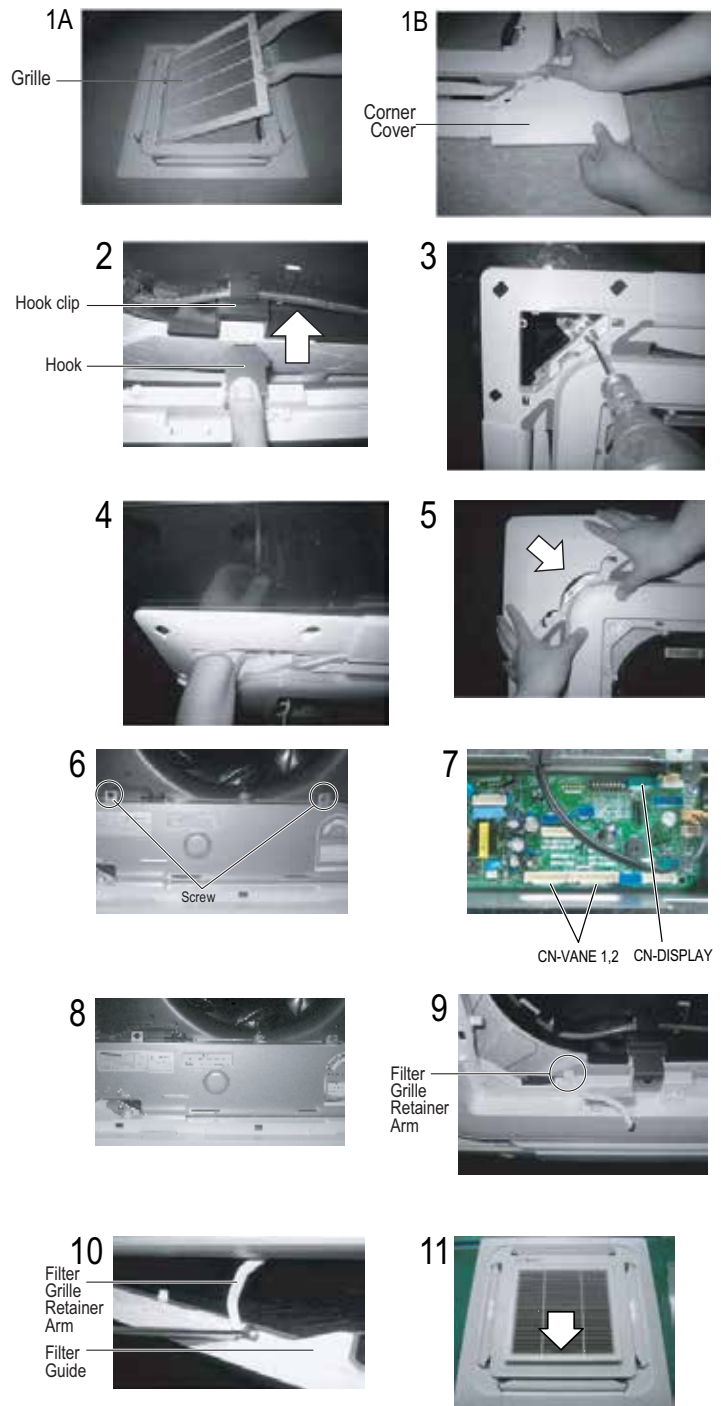 1A
1B
Grille
Corner
Cover
2
3
Hook clip
Hook
4
5
6
7
Screw
CN-VANE 1,2 CN-DISPLAY
8
9
Filter
Grille
Retainer
Arm
10
11
Filter
Grille
Retainer
Arm
Filter
Guide